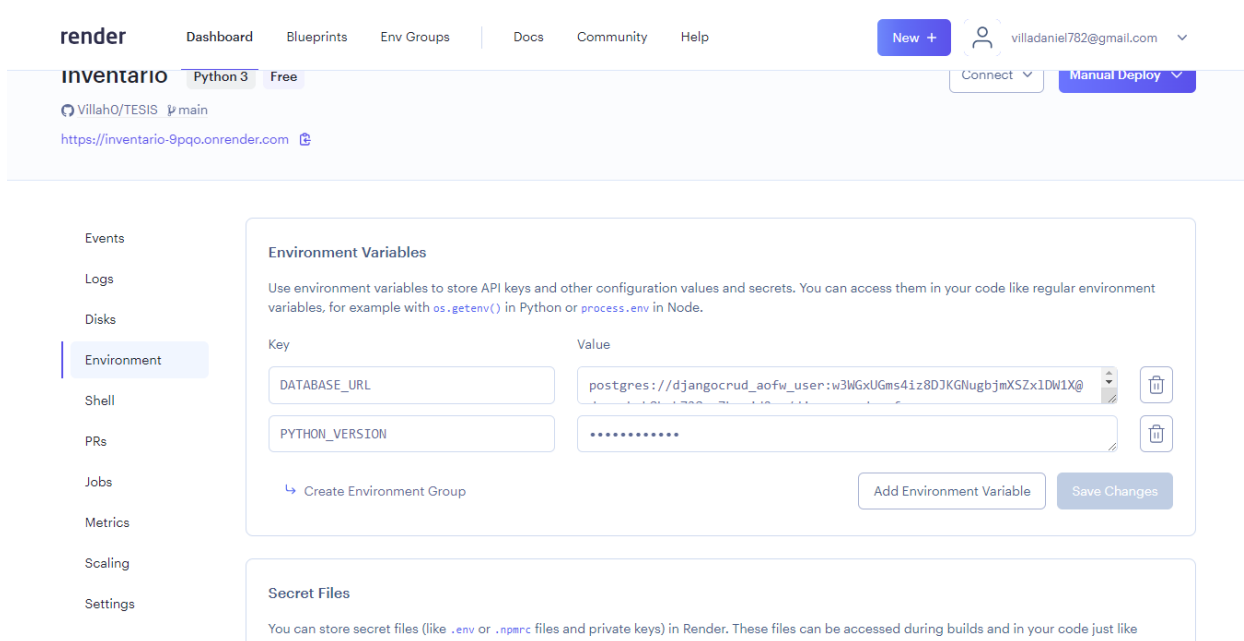 render Dashboard Blueprints Env Groups Docs Community Help New + villadaniel782@gmail.com
Inventario Python 3 Free Connect Manual Deploy
Villah0/TESIS main
https://inventario-9pqo.onrender.com
Events
Logs
Disks
Environment
Shell
PRs
Jobs
Metrics
Scaling
Settings
Environment Variables
Use environment variables to store API keys and other configuration values and secrets. You can access them in your code like regular environment
variables, for example with os.getenv() in Python or process.env in Node.
Key Value
DATABASE_URL postgres://djangocrud_aofw_user:w3WGxUGms4iz8DJKGNugbjmXSZxlDW1X@
PYTHON_VERSION ••••••••••••
Create Environment Group Add Environment Variable Save Changes
Secret Files
You can store secret files (like .env or .npmrc files and private keys) in Render. These files can be accessed during builds and in your code just like